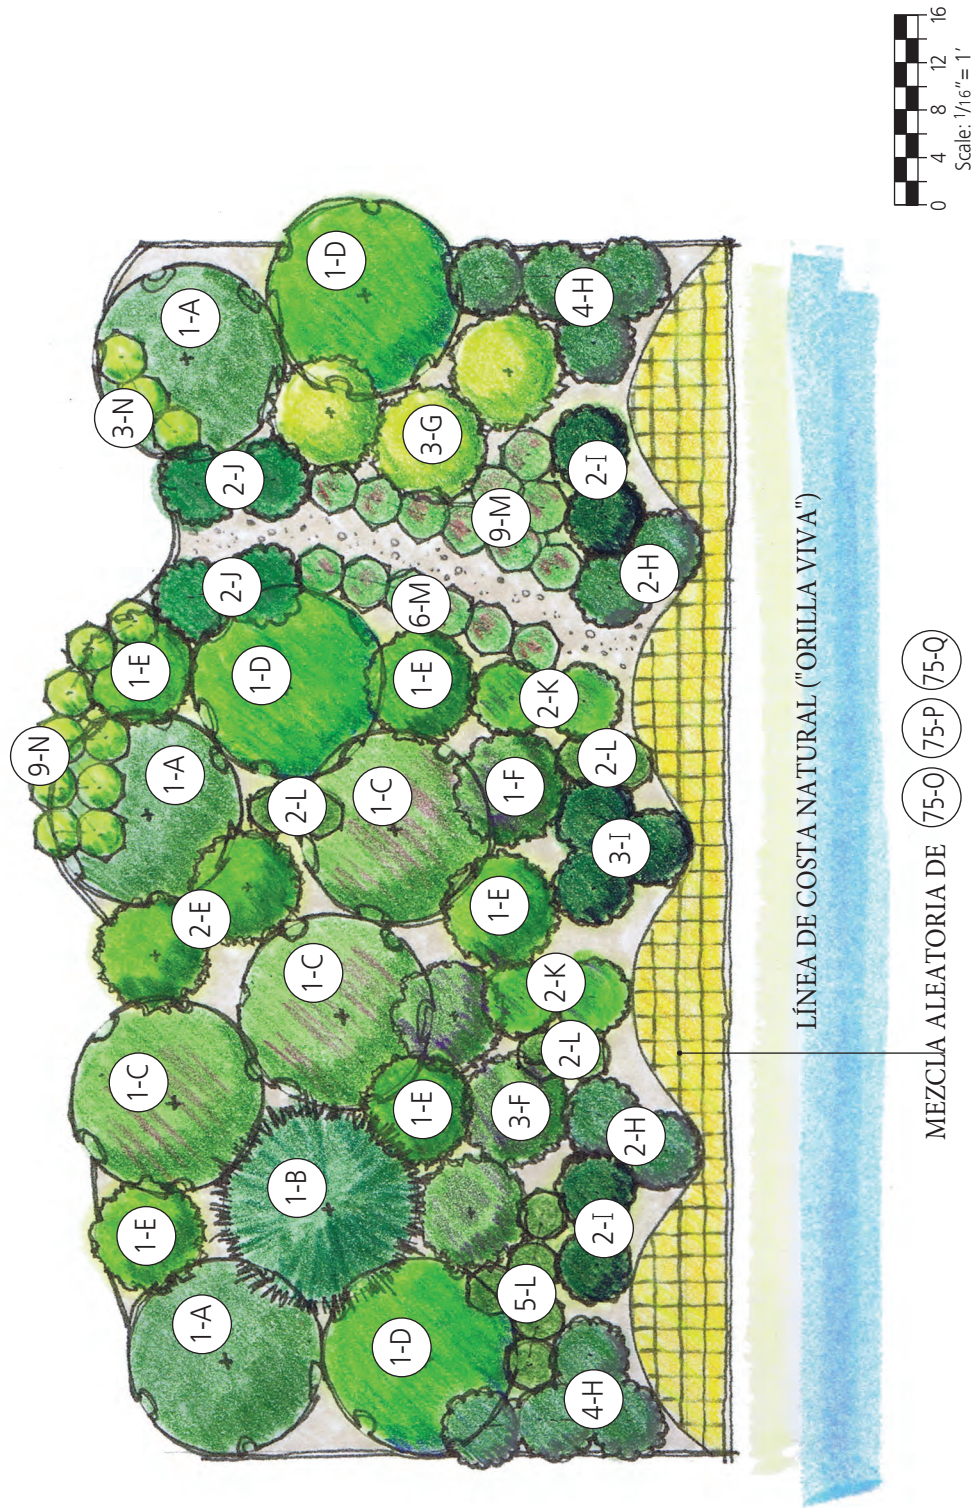 9-N
3-N
1-E
1-C
1-E
1-A
2-E
1-A
1-A
2-J
2-J
1-D
1-B
2-L
1-C
1-D
1-C
1-D
1-E
1-E
6-M
3-G
1-E
1-F
9-M
5-L
3-F
2-K
2-K
2-L
4-H
4-H
2-I
2-L
2-I
3-I
2-H
2-H
LÍNEA DE COSTA NATURAL ("ORILLA VIVA")
MEZCLA ALEATORIA DE 75-O 75-P 75-Q
0 4 8 12 16
Scale: 1/16"= 1'